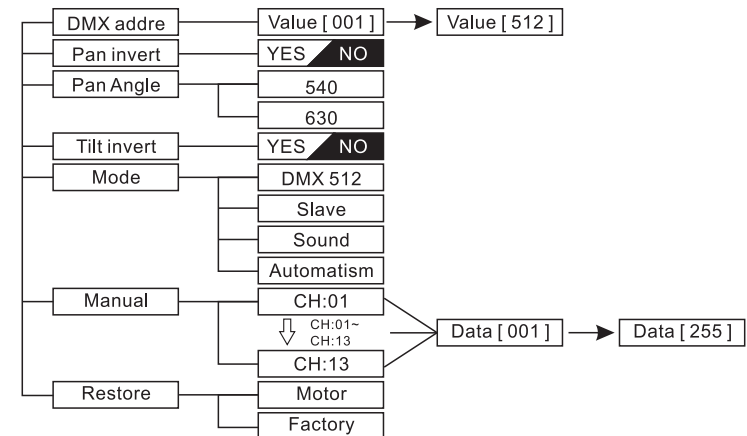 DMX addre Value [ 001 ] Value [ 512 ]
Pan invert YES NO
Pan Angle 540
630
Tilt invert YES NO
Mode DMX 512
Slave
Sound
Automatism
Manual CH:01
CH:01~
CH:13
Data [ 001 ] Data [ 255 ]
CH:13
Restore Motor
Factory